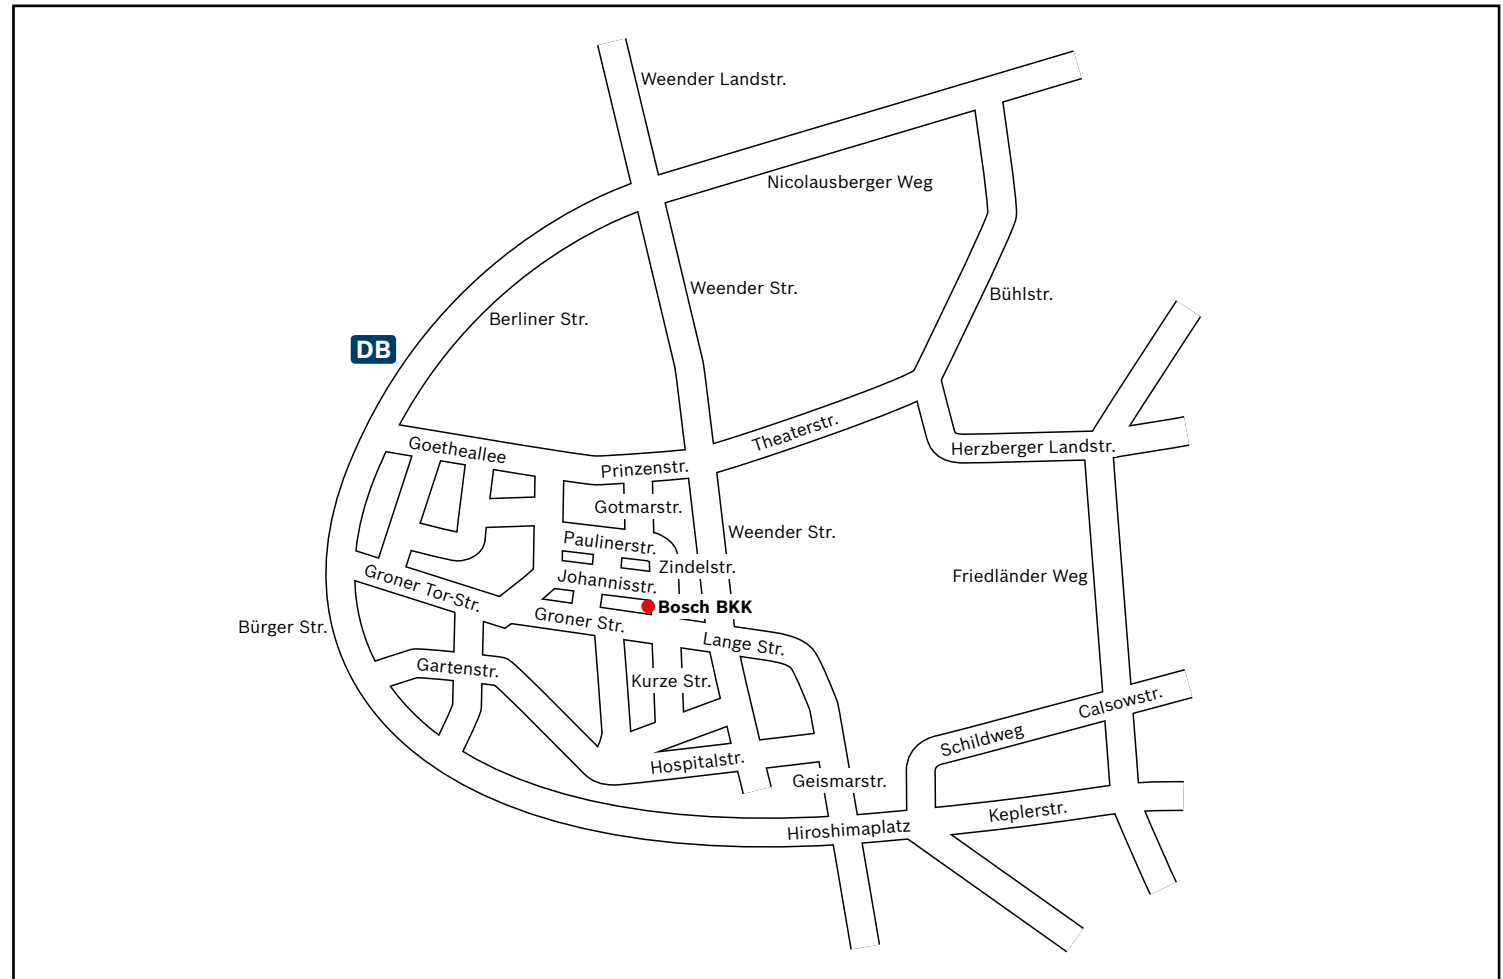 Weender Landstr.
Nicolausberger Weg
Weender Str.
Bühlstr.
Berliner Str.
DB
Theaterstr.
Goetheallee
Herzberger Landstr.
Prinzenstr.
Gotmarstr.
Weender Str.
Paulinerstr.
Zindelstr.
Friedländer Weg
Johannisstr.
Groner Tor-Str.
Bosch BKK
Groner Str.
Bürger Str.
Lange Str.
Gartenstr.
Kurze Str.
Calsowstr.
Schildweg
Hospitalstr.
Geismarstr.
Keplerstr.
Hiroshimaplatz